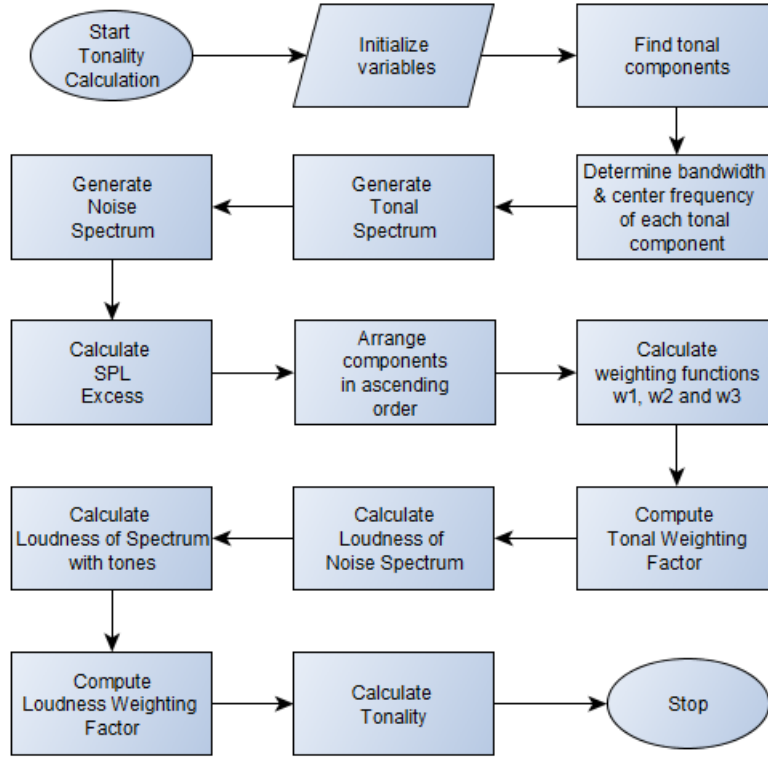 Start
Tonality
Calculation
Initialize
variables
Find tonal
components
Determine bandwidth
& center frequency
of each tonal
component
Generate
Tonal
Spectrum
Generate
Noise
Spectrum
Calculate
SPL
Excess
Arrange
components
in ascending
order
Calculate
weighting functions
w1, w2 and w3
Compute
Tonal Weighting
Factor
Calculate
Loudness of
Noise Spectrum
Calculate
Loudness of Spectrum
with tones
Compute
Loudness Weighting
Factor
Calculate
Tonality
Stop